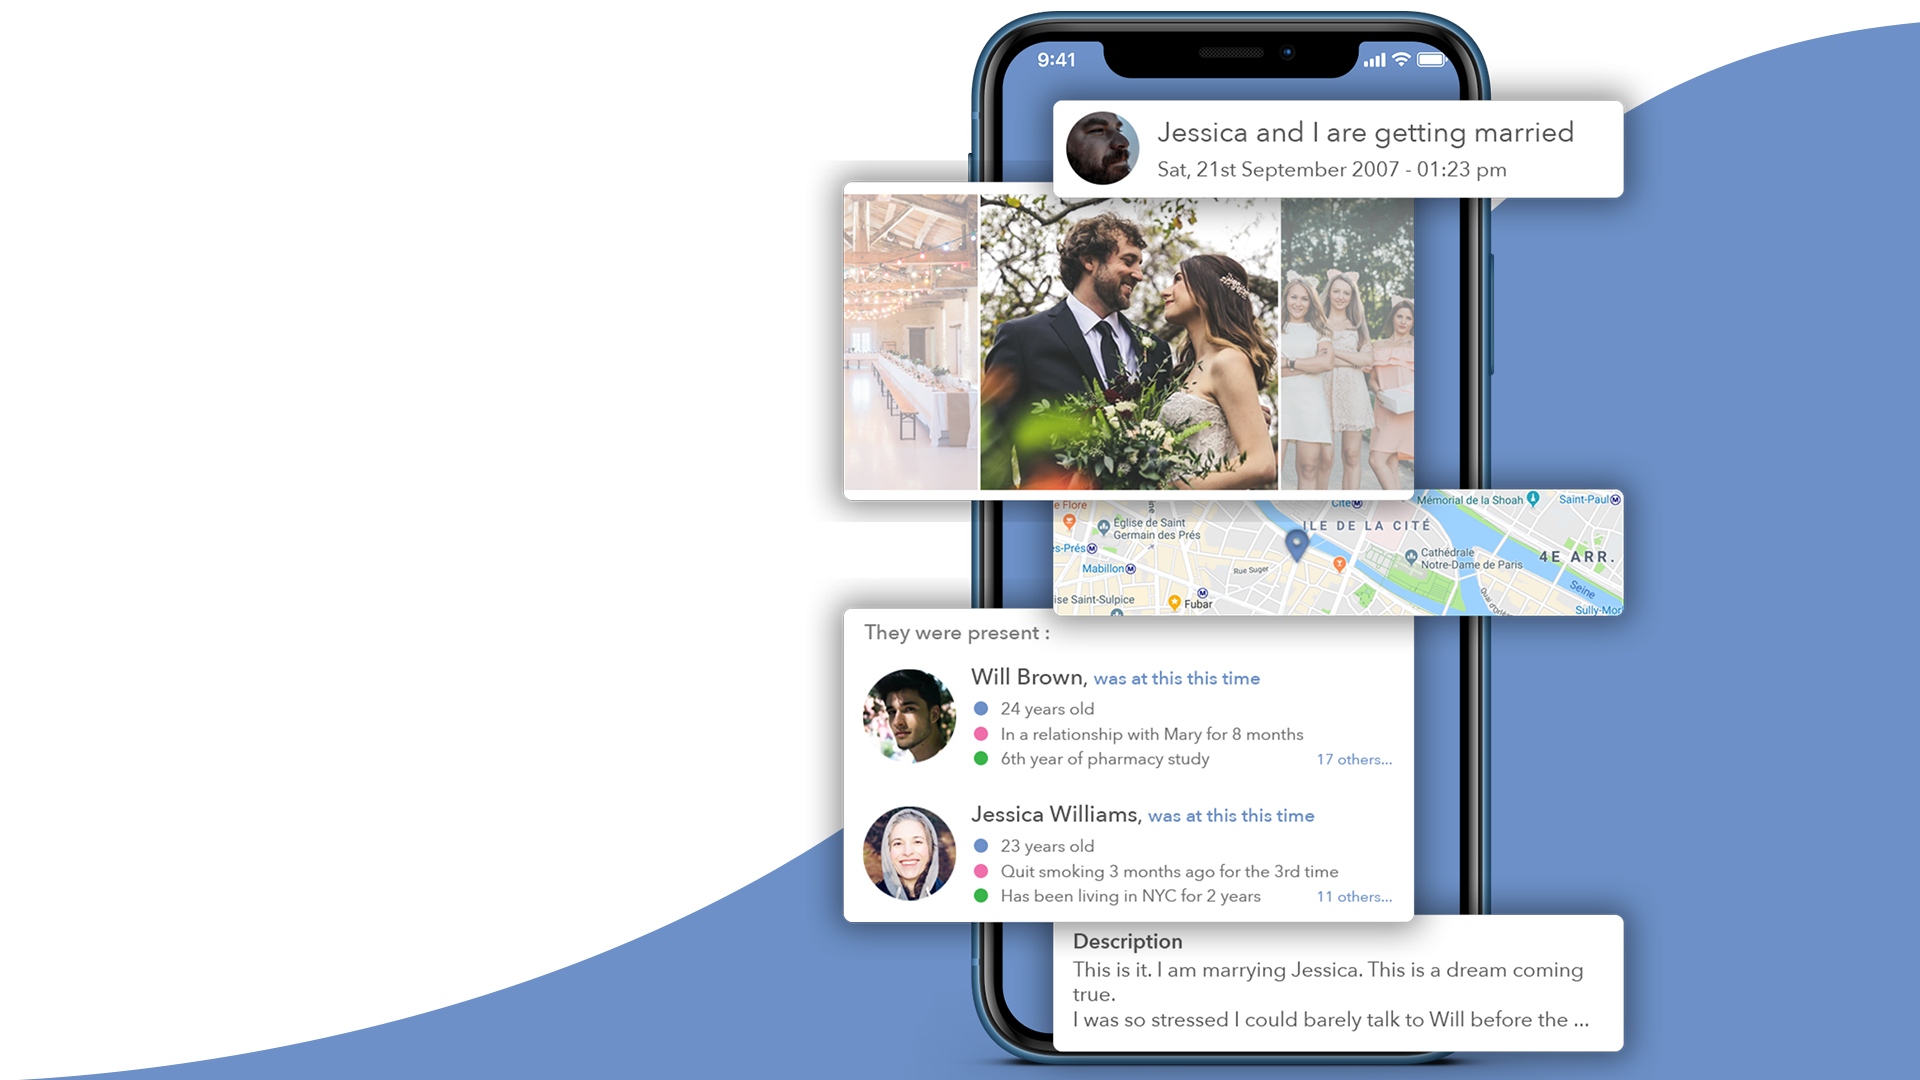 9:41
Jessica and I are getting married
Sat, 21st September 2007 - 01:23 pm
e Flore
Cité
Mémorial de la Shoah
Saint-Paul
Église de Saint
Germain des Prés
ILE DE LA CITÉ
s-Prés
Cathédrale
Notre-Dame de Paris
4E ARR.
Mabillon
Rue Suger
Seine
ise Saint-Sulpice
Fubar
Sully-Mor
They were present :
Will Brown, was at this this time
24 years old
In a relationship with Mary for 8 months
6th year of pharmacy study
17 others...
Jessica Williams, was at this this time
23 years old
Quit smoking 3 months ago for the 3rd time
Has been living in NYC for 2 years
11 others...
Description
This is it. I am marrying Jessica. This is a dream coming
true.
I was so stressed I could barely talk to Will before the ...